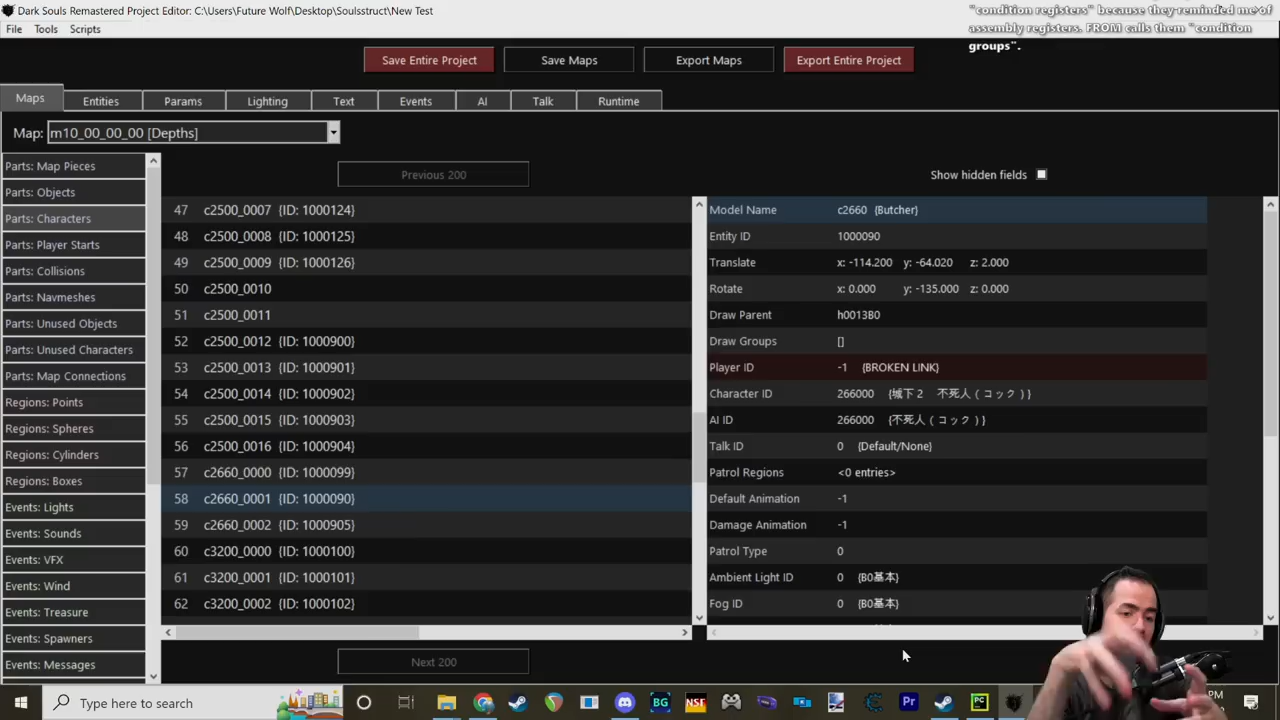 Dark Souls Remastered Project Editor: C:\Users\Future Wolf\Desktop\Soulsstruct\New Test
"condition registers" because they reminded me of
assembly registers. FROM calls them "condition
groups".
File Tools Scripts
Save Entire Project Save Maps Export Maps Export Entire Project
Maps Entities Params Lighting Text Events AI Talk Runtime
Map: m10_00_00_00 [Depths]
Parts: Map Pieces
Parts: Objects
Parts: Characters
Parts: Player Starts
Parts: Collisions
Parts: Navmeshes
Parts: Unused Objects
Parts: Unused Characters
Parts: Map Connections
Regions: Points
Regions: Spheres
Regions: Cylinders
Regions: Boxes
Events: Lights
Events: Sounds
Events: VFX
Events: Wind
Events: Treasure
Events: Spawners
Events: Messages
Previous 200
47 c2500_0007 {ID: 1000124}
48 c2500_0008 {ID: 1000125}
49 c2500_0009 {ID: 1000126}
50 c2500_0010
51 c2500_0011
52 c2500_0012 {ID: 1000900}
53 c2500_0013 {ID: 1000901}
54 c2500_0014 {ID: 1000902}
55 c2500_0015 {ID: 1000903}
56 c2500_0016 {ID: 1000904}
57 c2660_0000 {ID: 1000099}
58 c2660_0001 {ID: 1000090}
59 c2660_0002 {ID: 1000905}
60 c3200_0000 {ID: 1000100}
61 c3200_0001 {ID: 1000101}
62 c3200_0002 {ID: 1000102}
Next 200
Show hidden fields
Model Name c2660 {Butcher}
Entity ID 1000090
Translate x: -114.200 y: -64.020 z: 2.000
Rotate x: 0.000 y: -135.000 z: 0.000
Draw Parent h0013B0
Draw Groups []
Player ID -1 {BROKEN LINK}
Character ID 266000 {城下２　不死人（コック）}
AI ID 266000 {不死人（コック）}
Talk ID 0 {Default/None}
Patrol Regions <0 entries>
Default Animation -1
Damage Animation -1
Patrol Type 0
Ambient Light ID 0 {B0基本}
Fog ID 0 {B0基本}
Type here to search
BG NSF Pr PC
PM